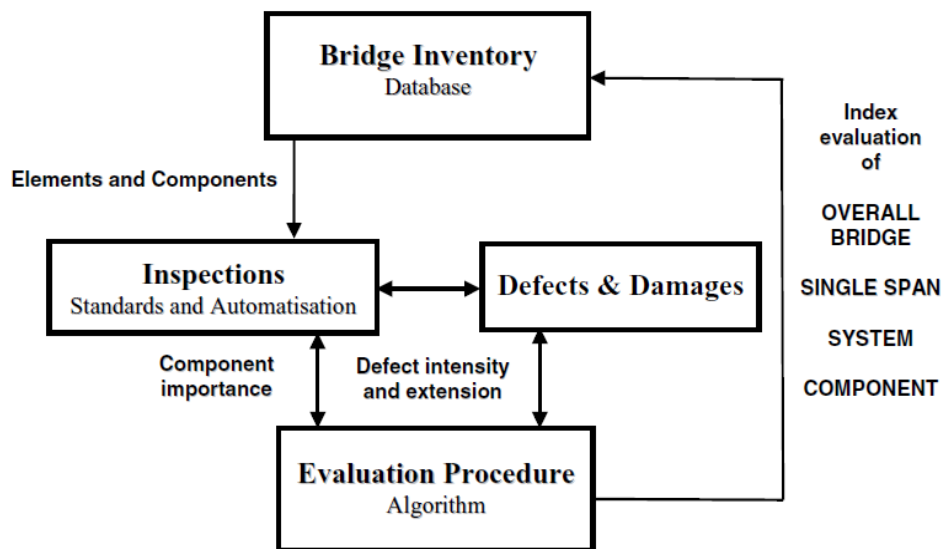 Bridge Inventory
Database
Elements and Components
Inspections
Standards and Automatisation
Defects & Damages
Component
importance
Defect intensity
and extension
Evaluation Procedure
Algorithm
Index
evaluation
of
OVERALL
BRIDGE
SINGLE SPAN
SYSTEM
COMPONENT